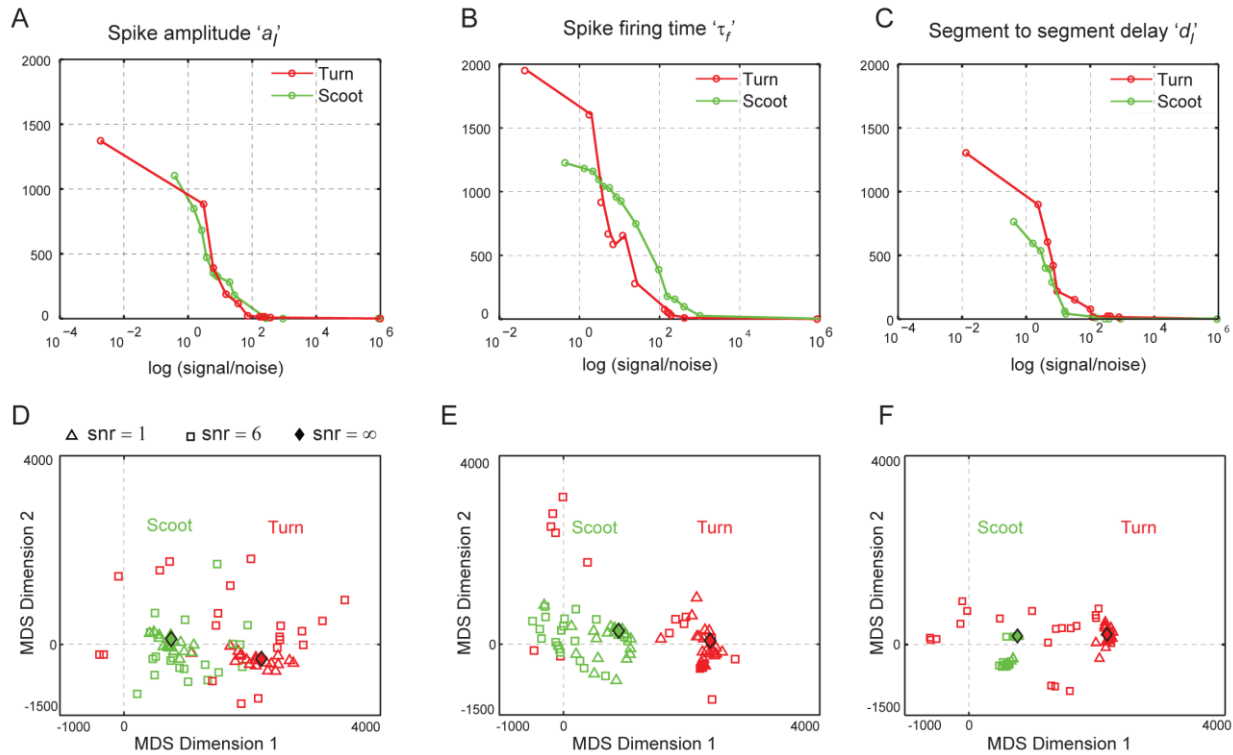 A
Spike amplitude ‘a_l’
Turn
Scoot
2000
1500
1000
500
0
10^−4 10^−2 10^0 10^2 10^4 10^6
log (signal/noise)
B
Spike firing time ‘τ_f’
Turn
Scoot
2000
1500
1000
500
0
10^−2 10^0 10^2 10^4 10^6
log (signal/noise)
C
Segment to segment delay ‘d_l’
Turn
Scoot
2000
1500
1000
500
0
10^−4 10^−2 10^0 10^2 10^4 10^6
log (signal/noise)
D
△ snr = 1 □ snr = 6 ◆ snr = ∞
4000
Scoot Turn
MDS Dimension 2
0
-1500
-1000 0 4000
MDS Dimension 1
E
4000
Scoot Turn
MDS Dimension 2
0
-1500
-1000 0 4000
MDS Dimension 1
F
4000
Scoot Turn
MDS Dimension 2
0
-1500
-1000 0 4000
MDS Dimension 1